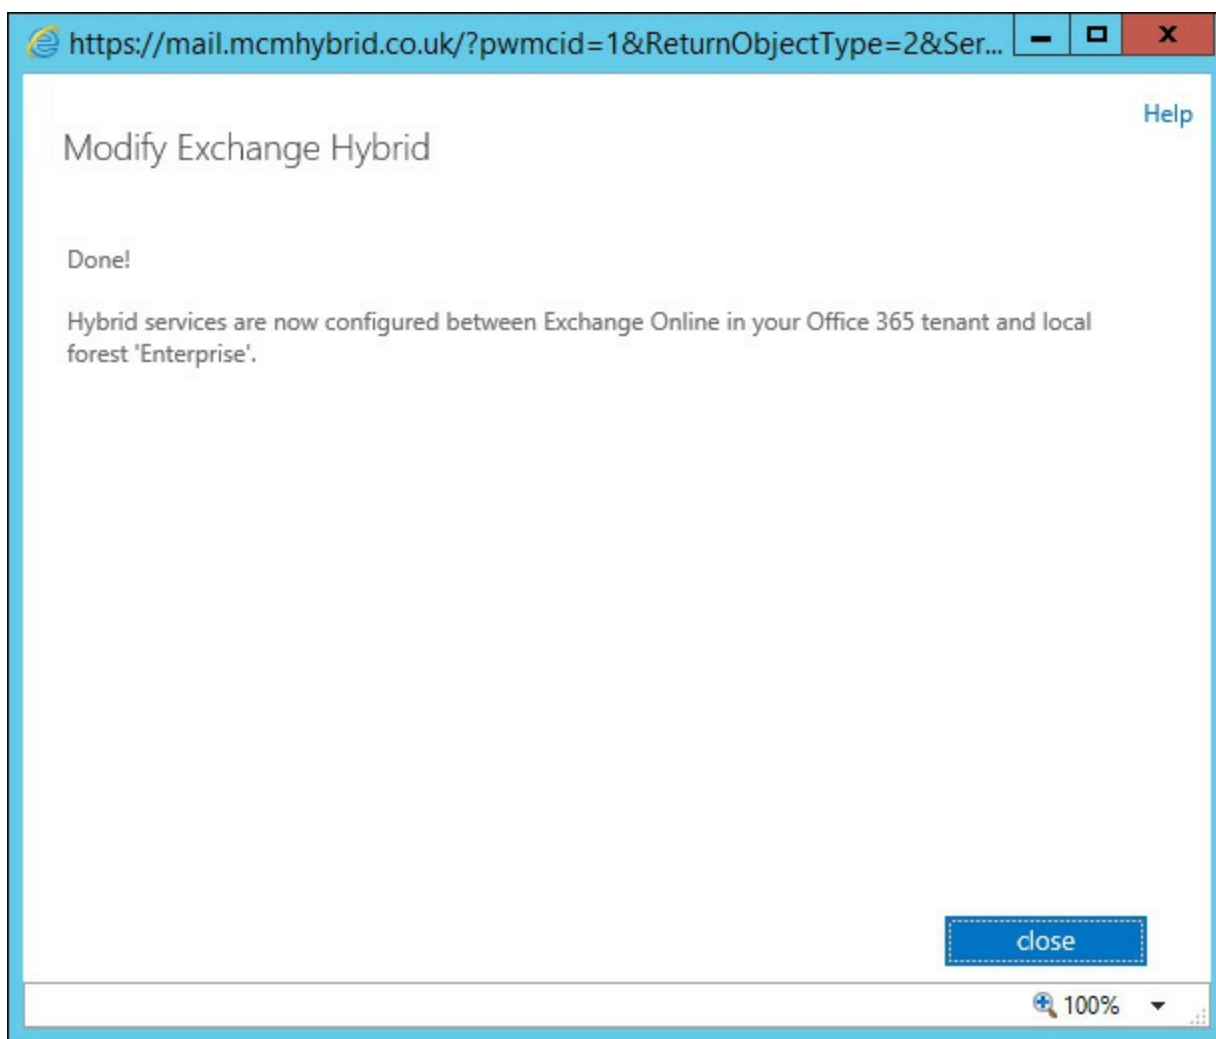 https://mail.mcmhybrid.co.uk/?pwmcid=1&ReturnObjectType=2&Ser...
Help
Modify Exchange Hybrid
Done!
Hybrid services are now configured between Exchange Online in your Office 365 tenant and local
forest 'Enterprise'.
close
100%